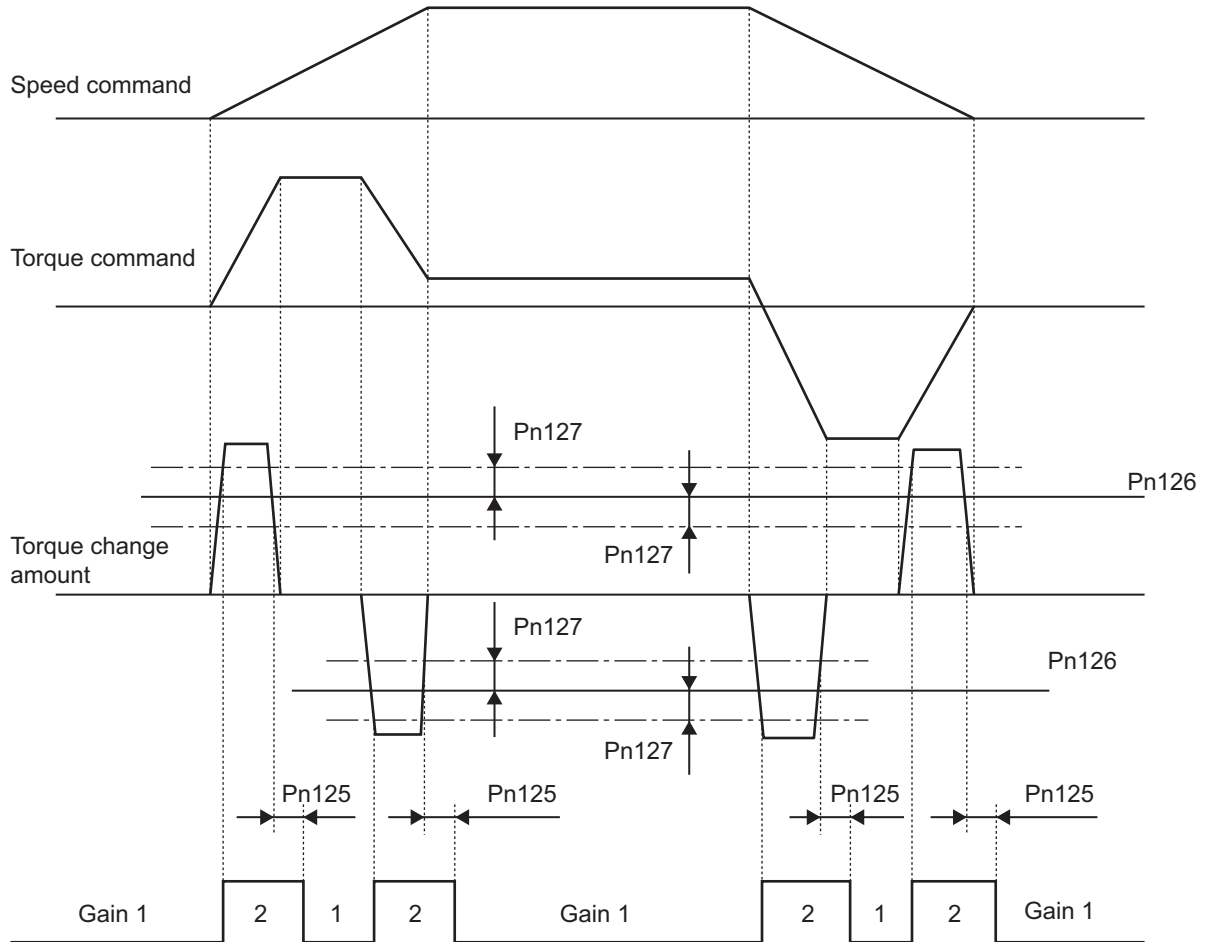 Speed command
Torque command
Pn127
Pn126
Pn127
Torque change
amount
Pn127
Pn126
Pn127
Pn125
Pn125
Pn125
Pn125
Gain 1
2
1
2
Gain 1
2
1
2
Gain 1